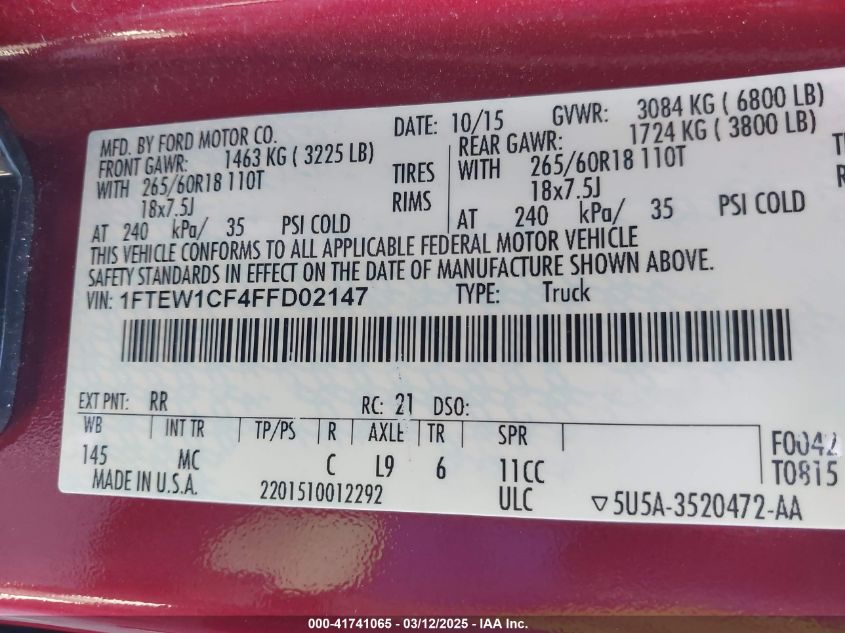 MFD. BY FORD MOTOR CO.
DATE: 10/15 GVWR: 3084 KG ( 6800 LB)
FRONT GAWR: 1463 KG ( 3225 LB)
REAR GAWR: 1724 KG ( 3800 LB)
WITH 265/60R18 110T TIRES
WITH 265/60R18 110T
18x7.5J RIMS
18x7.5J
AT 240 kPa/ 35 PSI COLD
AT 240 kPa/ 35 PSI COLD
THIS VEHICLE CONFORMS TO ALL APPLICABLE FEDERAL MOTOR VEHICLE
SAFETY STANDARDS IN EFFECT ON THE DATE OF MANUFACTURE SHOWN ABOVE.
VIN: 1FTEW1CF4FFD02147 TYPE: Truck
EXT PNT: RR RC: 21 DSO:
WB INT TR TP/PS R AXLE TR SPR
145 MC C L9 6 11CC
F0042
T0815
MADE IN U.S.A. 2201510012292 ULC ▽5U5A-3520472-AA
000-41741065 - 03/12/2025 - IAA Inc.